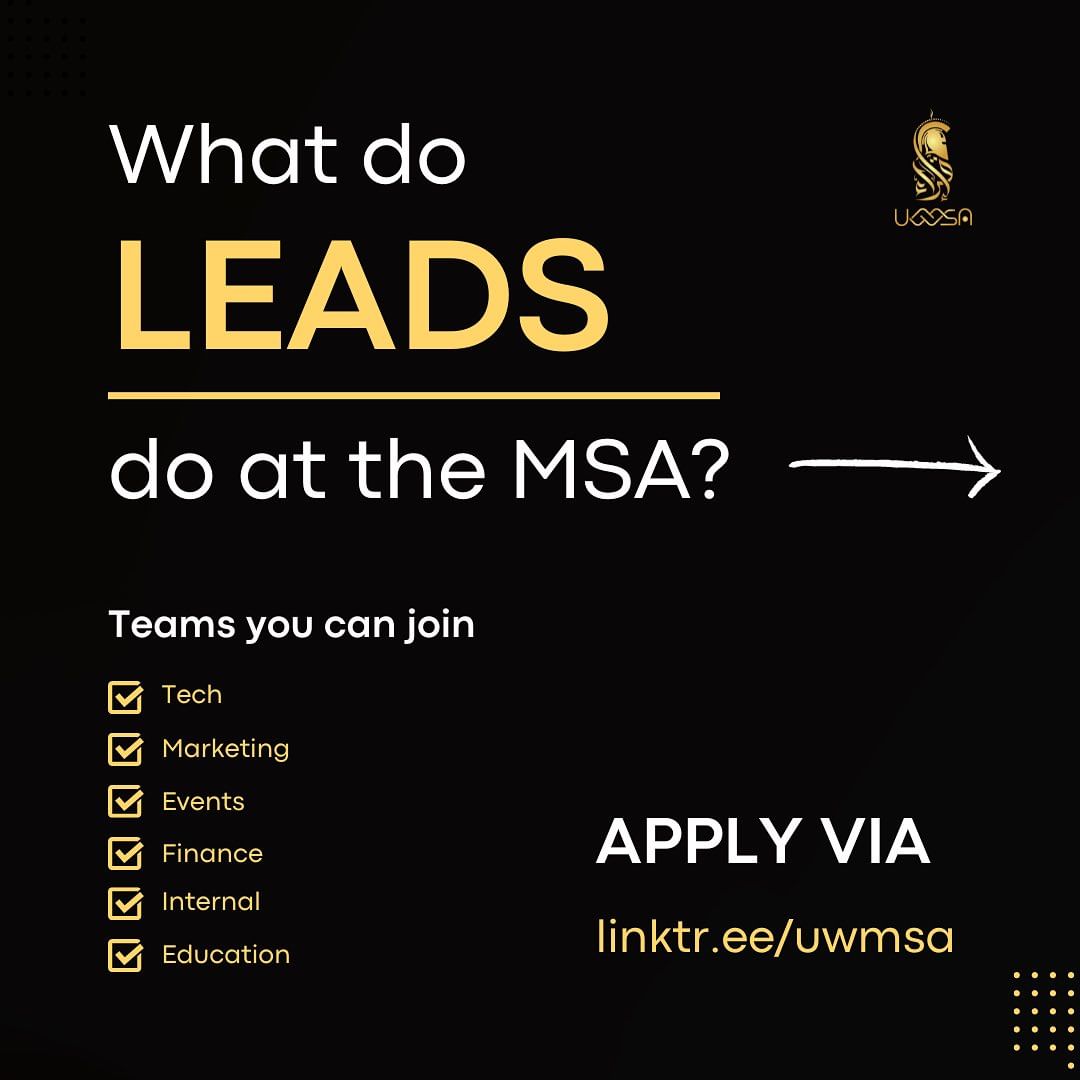 What do
LEADS
do at the MSA?
UWMSA
Teams you can join
Tech
Marketing
Events
Finance
Internal
Education
APPLY VIA
linktr.ee/uwmsa